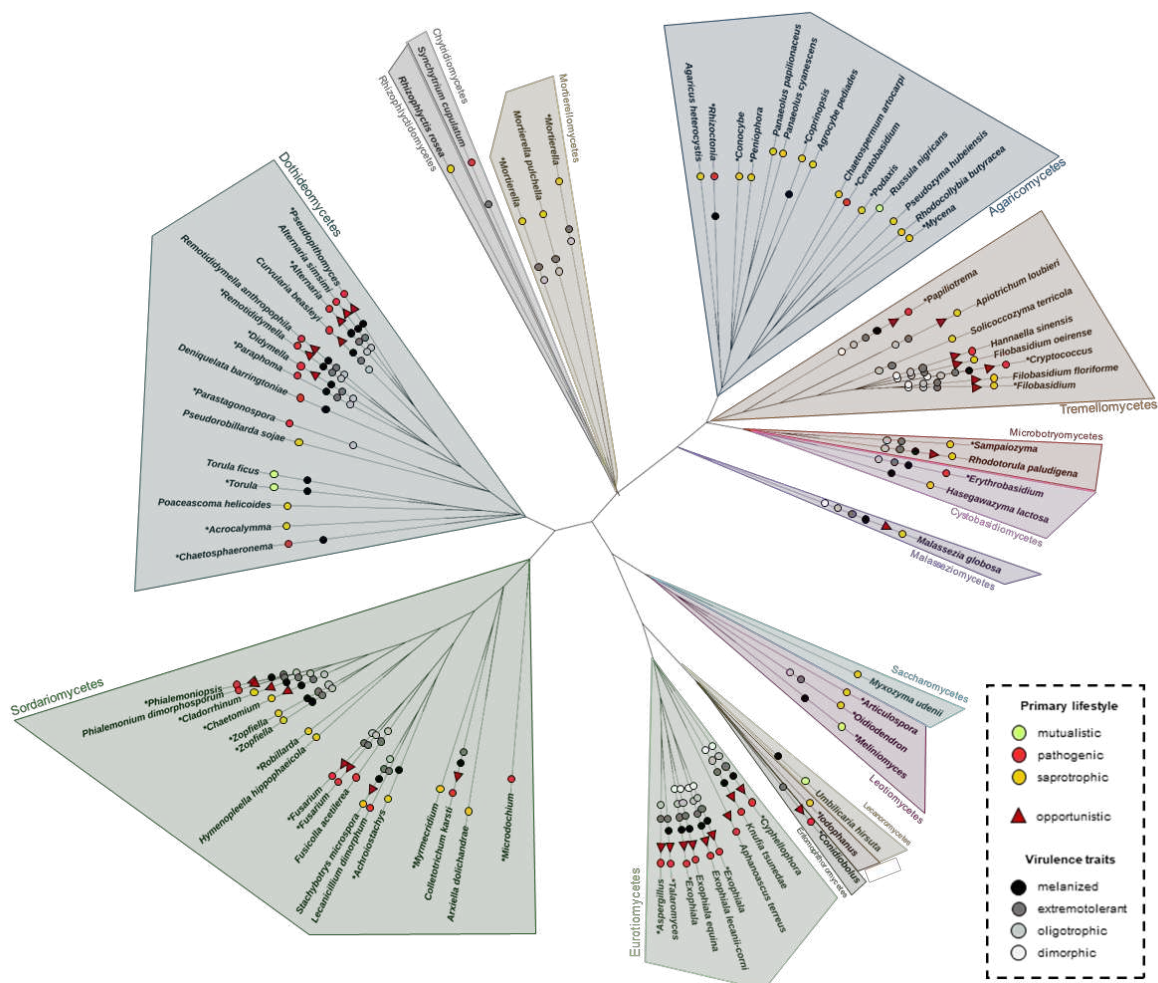 Chytridiomycetes
Synchytrium cupulatum
Rhizophlyctis rosea
Rhizophlyctidomycetes
Mortierellomycetes
*Mortierella
Mortierella pulchella
*Mortierella
Agaricus heterocystis
*Rhizoctonia
*Conocybe
*Peniophora
Panaeolus papilionaceus
Panaeolus cyanescens
*Coprinopsis
Agrocybe pediades
Chaetospermum artocarpi
*Ceratobasidium
*Podaxis
Russula nigricans
Pseudozyma hubeiensis
Rhodocollybia butyracea
*Mycena
Agaricomycetes
*Papiliotrema
Apiotrichum loubieri
Solicoccozyma terricola
Hannaella sinensis
Filobasidium oeirense
*Cryptococcus
Filobasidium floriforme
*Filobasidium
Tremellomycetes
Microbotryomycetes
*Sampaiozyma
Rhodotorula paludigena
*Erythrobasidium
Hasegawazyma lactosa
Cystobasidiomycetes
Malassezia globosa
Malasseziomycetes
Dothideomycetes
*Pseudopithomyces
Alternaria simsimi
*Alternaria
Curvularia beasleyi
Remotididymella anthropophila
*Remotididymella
*Didymella
*Paraphoma
Deniquelata barringtoniae
*Parastagonospora
Pseudorobillarda sojae
Torula ficus
*Torula
Poaceascoma helicoides
*Acrocalymma
*Chaetosphaeronema
Sordariomycetes
*Phialemoniopsis
Phialemonium dimorphosporum
*Cladorrhinum
*Chaetomium
*Zopfiella
*Zopfiella
*Robillarda
Hymenopleella hippophaeicola
*Fusarium
*Fusarium
Fusicolla acetilerea
Stachybotrys microspora
Lecanicillium dimorphum
*Achroiostachys
*Myrmecridium
Colletotrichum karsti
Arxiella dolichandrae
*Microdochium
Eurotiomycetes
*Aspergillus
*Talaromyces
*Exophiala
Exophiala equina
Exophiala lecanii-corni
*Exophiala
Aphanoascus terreus
Knufia tsunedae
*Cyphellophora
Entomophthoromycetes
*Conidiobolus
*Iodophanus
Umbilicaria hirsuta
Lecanoromycetes
Leotiomycetes
*Meliniomyces
*Oidiodendron
*Articulospora
Myxozyma udenii
Saccharomycetes
Primary lifestyle
mutualistic
pathogenic
saprotrophic
opportunistic
Virulence traits
melanized
extremotolerant
oligotrophic
dimorphic